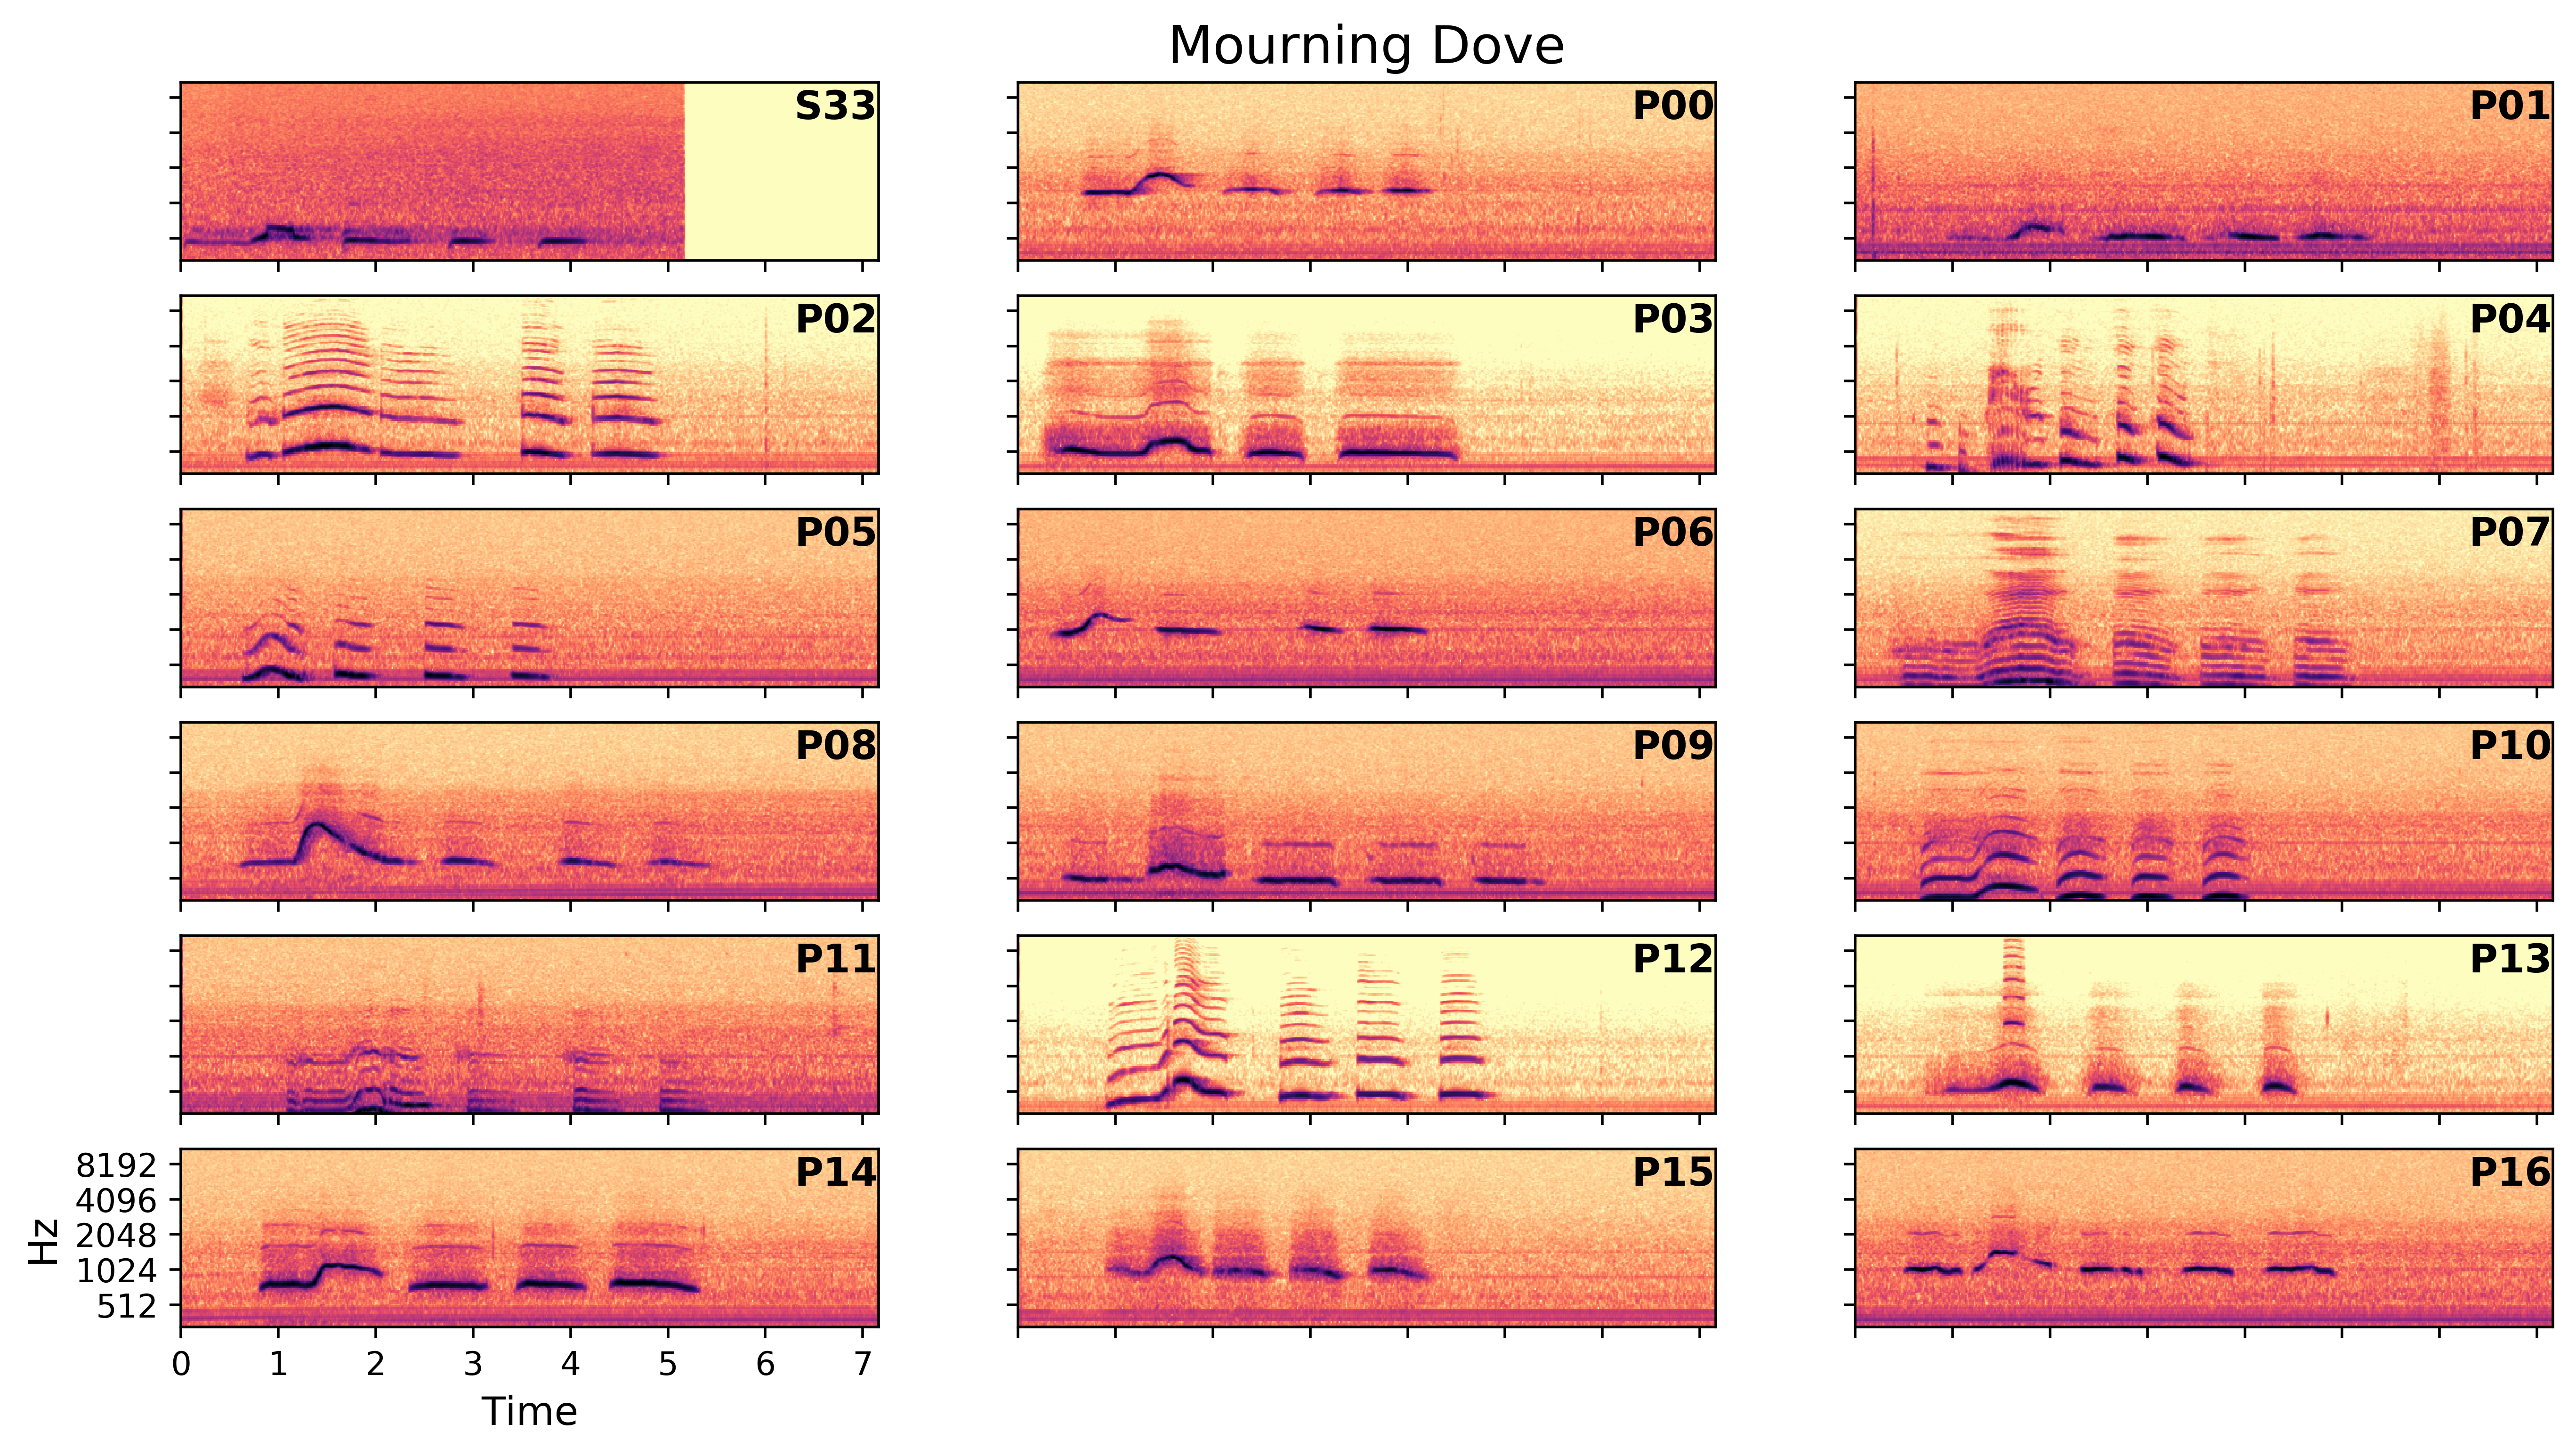 Mourning Dove
S33
P00
P01
P02
P03
P04
P05
P06
P07
P08
P09
P10
P11
P12
P13
P14
P15
P16
8192
4096
2048
1024
512
Hz
0 1 2 3 4 5 6 7
Time